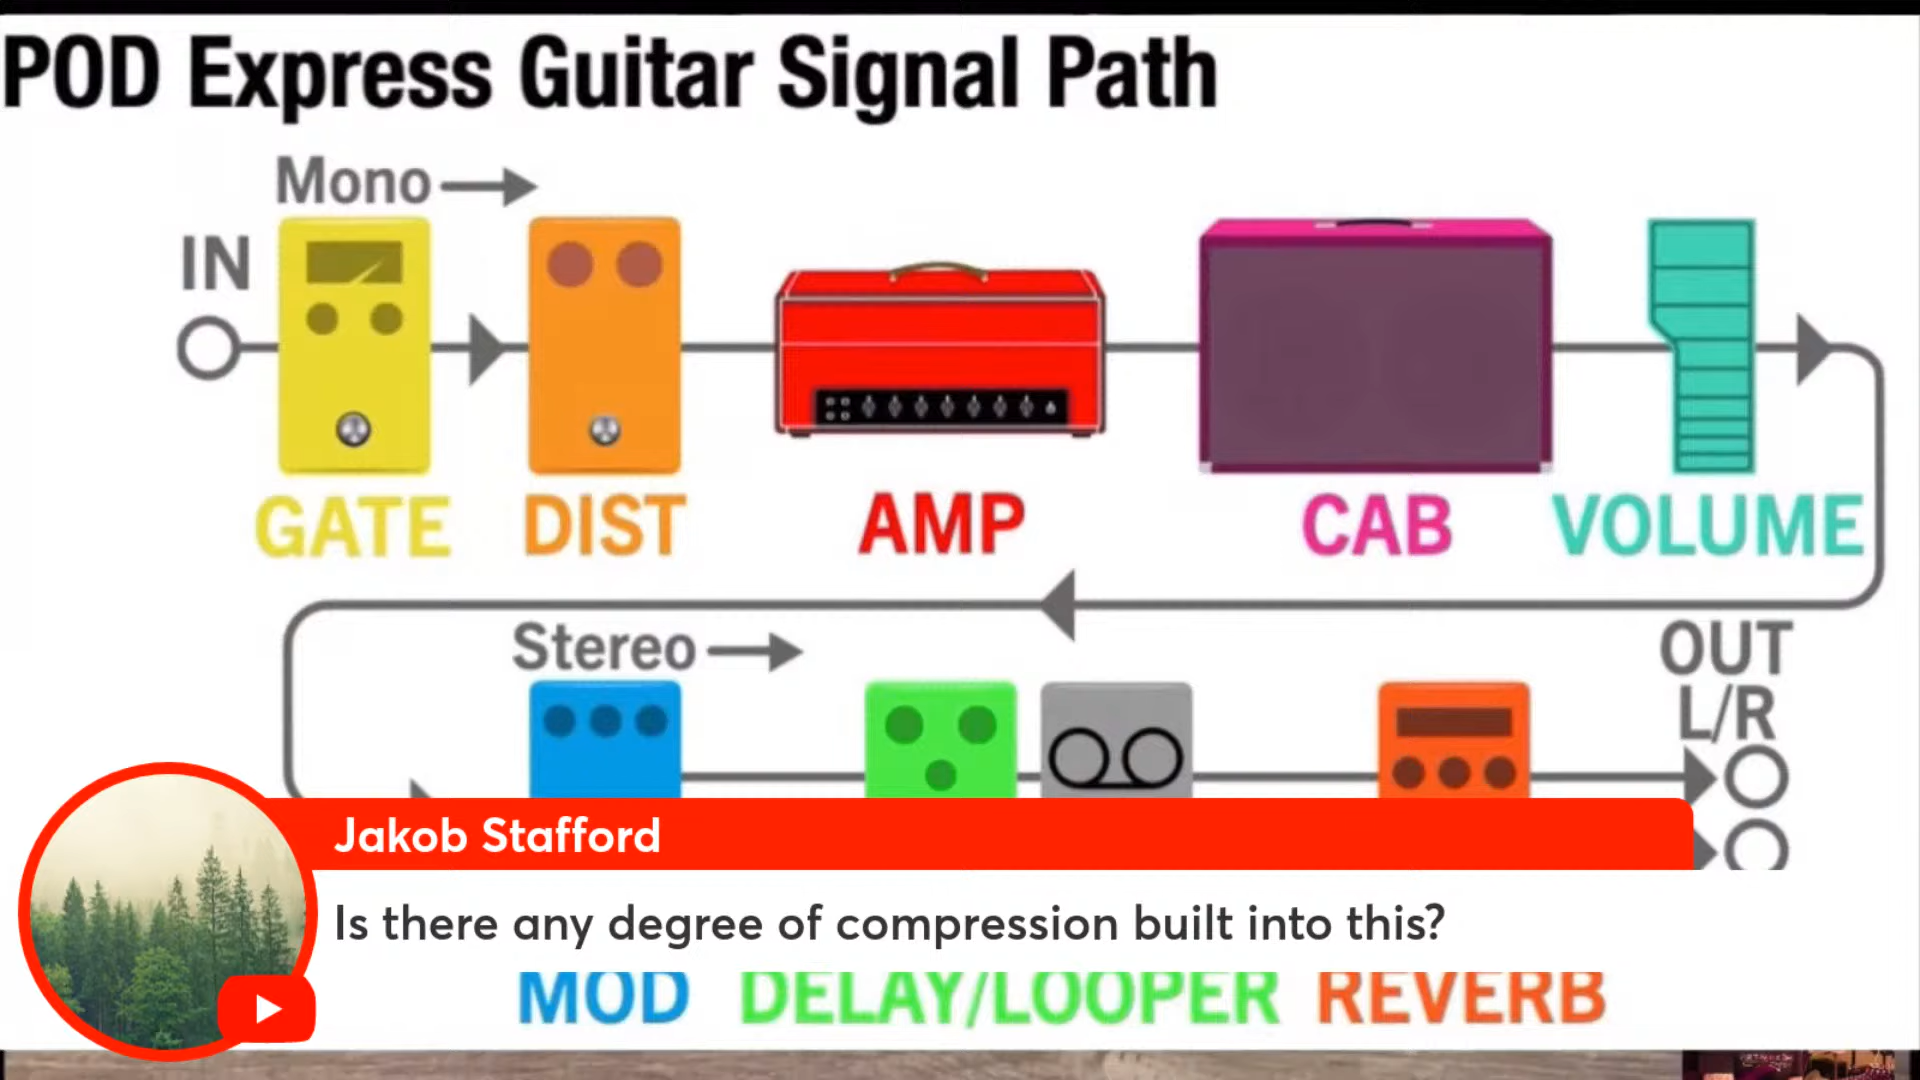 POD Express Guitar Signal Path
Mono
IN
GATE
DIST
AMP
CAB
VOLUME
Stereo
OUT
L/R
Jakob Stafford
Is there any degree of compression built into this?
MOD
DELAY/LOOPER
REVERB